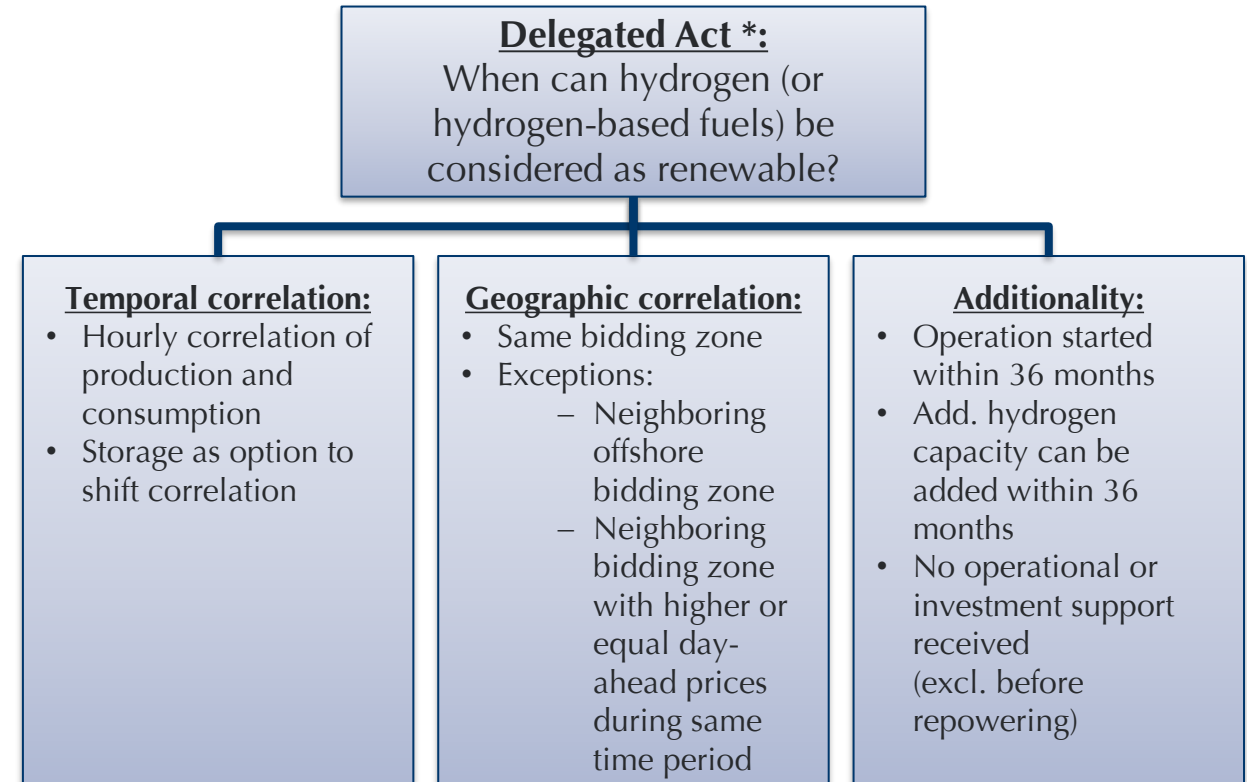 Delegated Act *:
When can hydrogen (or
hydrogen-based fuels) be
considered as renewable?
Temporal correlation:
• Hourly correlation of
production and
consumption
• Storage as option to
shift correlation
Geographic correlation:
• Same bidding zone
• Exceptions:
– Neighboring
offshore
bidding zone
– Neighboring
bidding zone
with higher or
equal day-
ahead prices
during same
time period
Additionality:
• Operation started
within 36 months
• Add. hydrogen
capacity can be
added within 36
months
• No operational or
investment support
received
(excl. before
repowering)